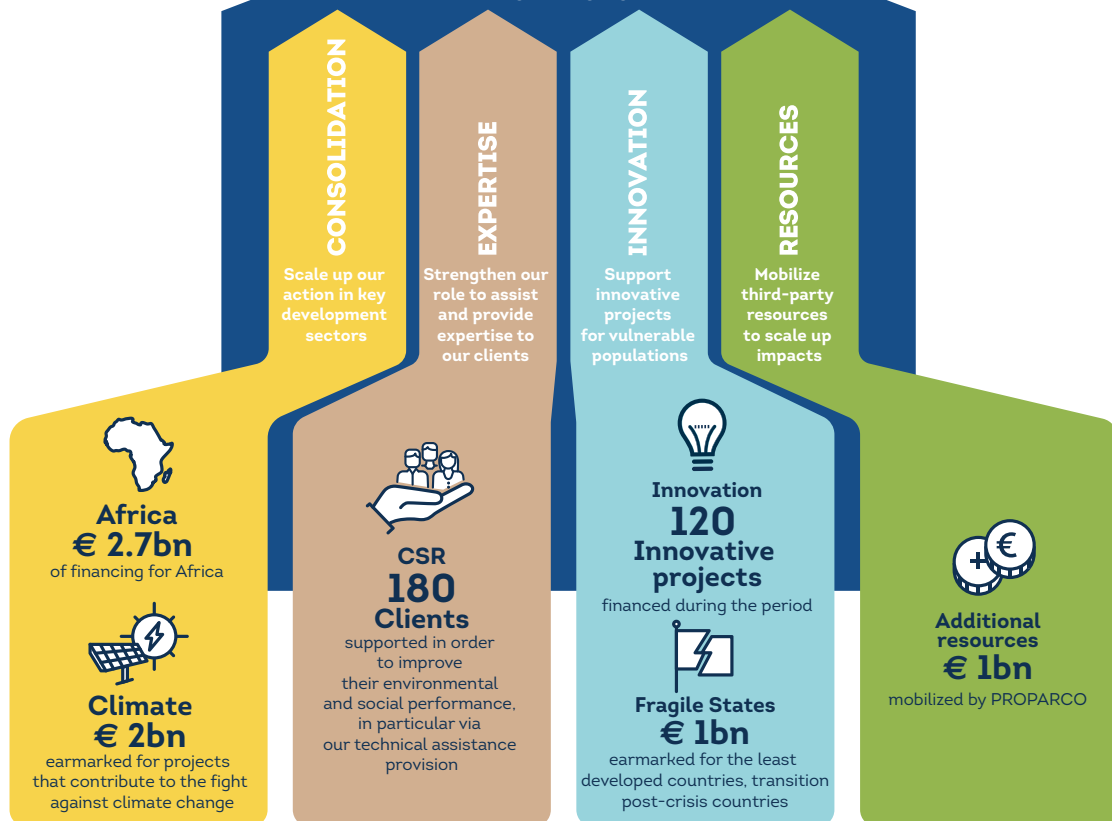 CONSOLIDATION
Scale up our
action in key
development
sectors
EXPERTISE
Strengthen our
role to assist
and provide
expertise to
our clients
INNOVATION
Support
innovative
projects
for vulnerable
populations
RESOURCES
Mobilize
third-party
resources
to scale up
impacts
Africa
€ 2.7bn
of financing for Africa
Climate
€ 2bn
earmarked for projects
that contribute to the fight
against climate change
CSR
180
Clients
supported in order
to improve
their environmental
and social performance,
in particular via
our technical assistance
provision
Innovation
120
Innovative
projects
financed during the period
Fragile States
€ 1bn
earmarked for the least
developed countries, transition
post-crisis countries
+ €
Additional
resources
€ 1bn
mobilized by PROPARCO